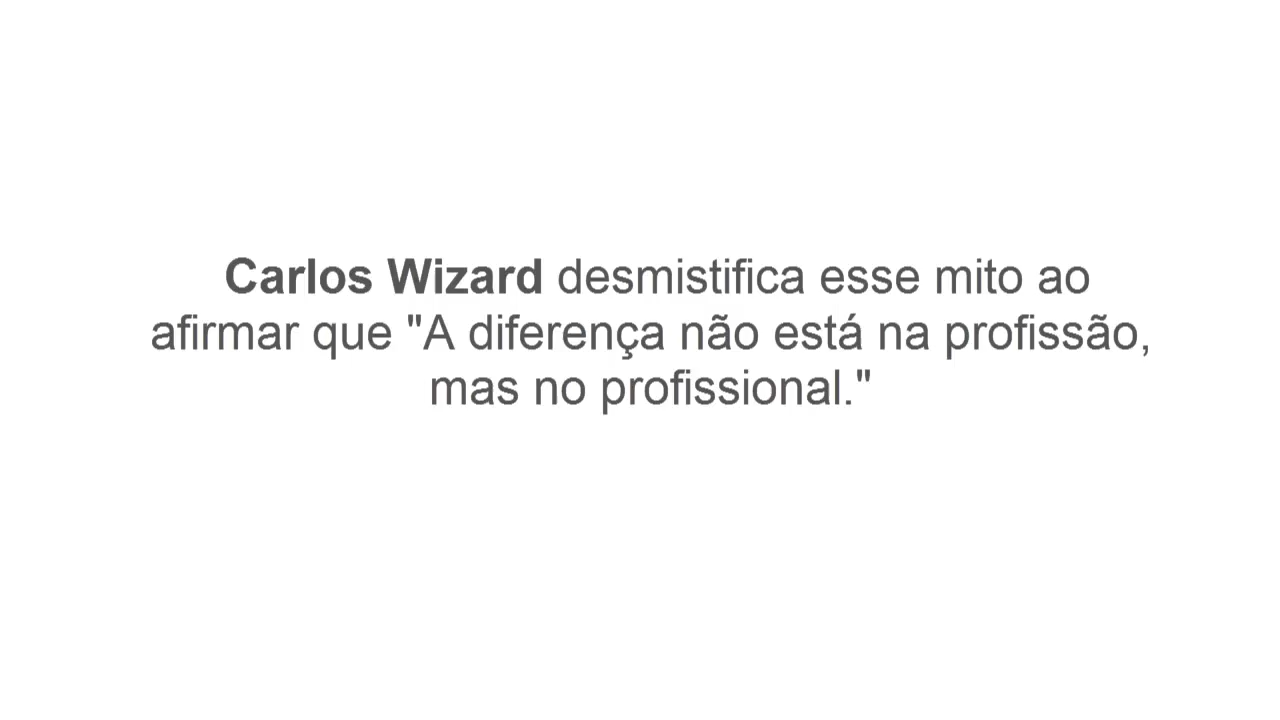 Carlos Wizard desmistifica esse mito ao
afirmar que "A diferença não está na profissão,
mas no profissional."